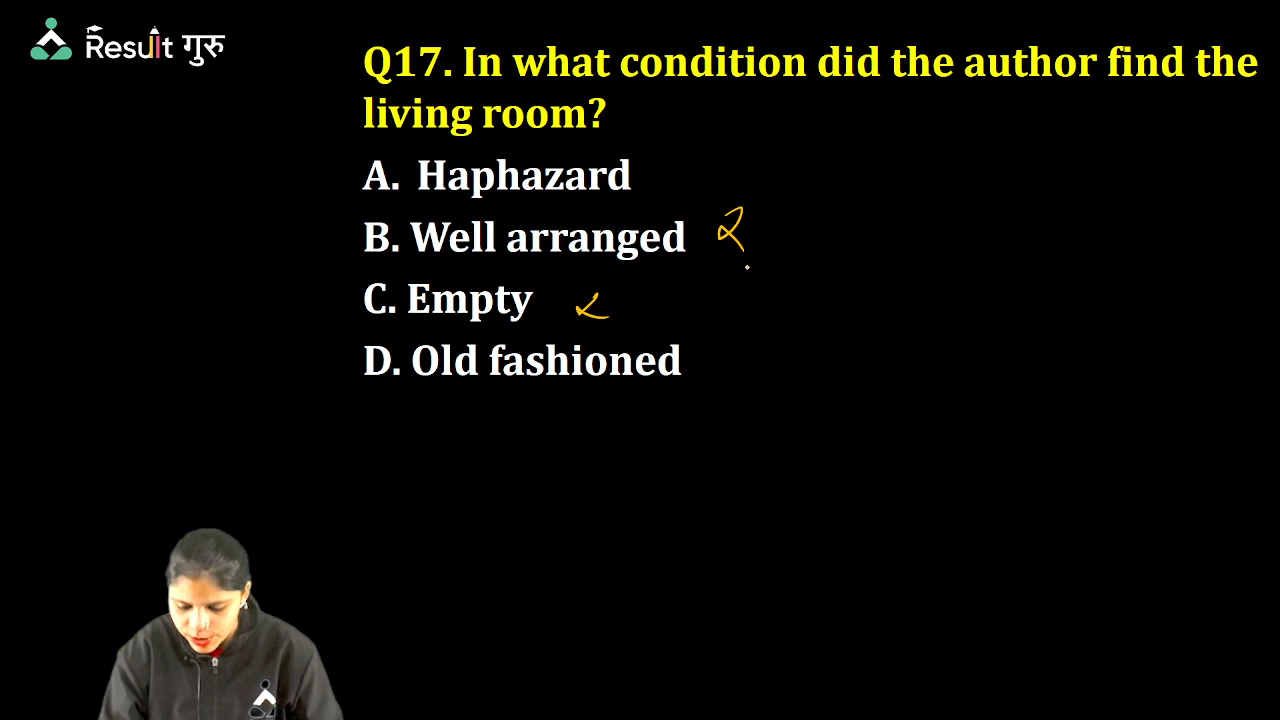 Result गुरु
Q17. In what condition did the author find the
living room?
A. Haphazard
B. Well arranged
C. Empty
D. Old fashioned